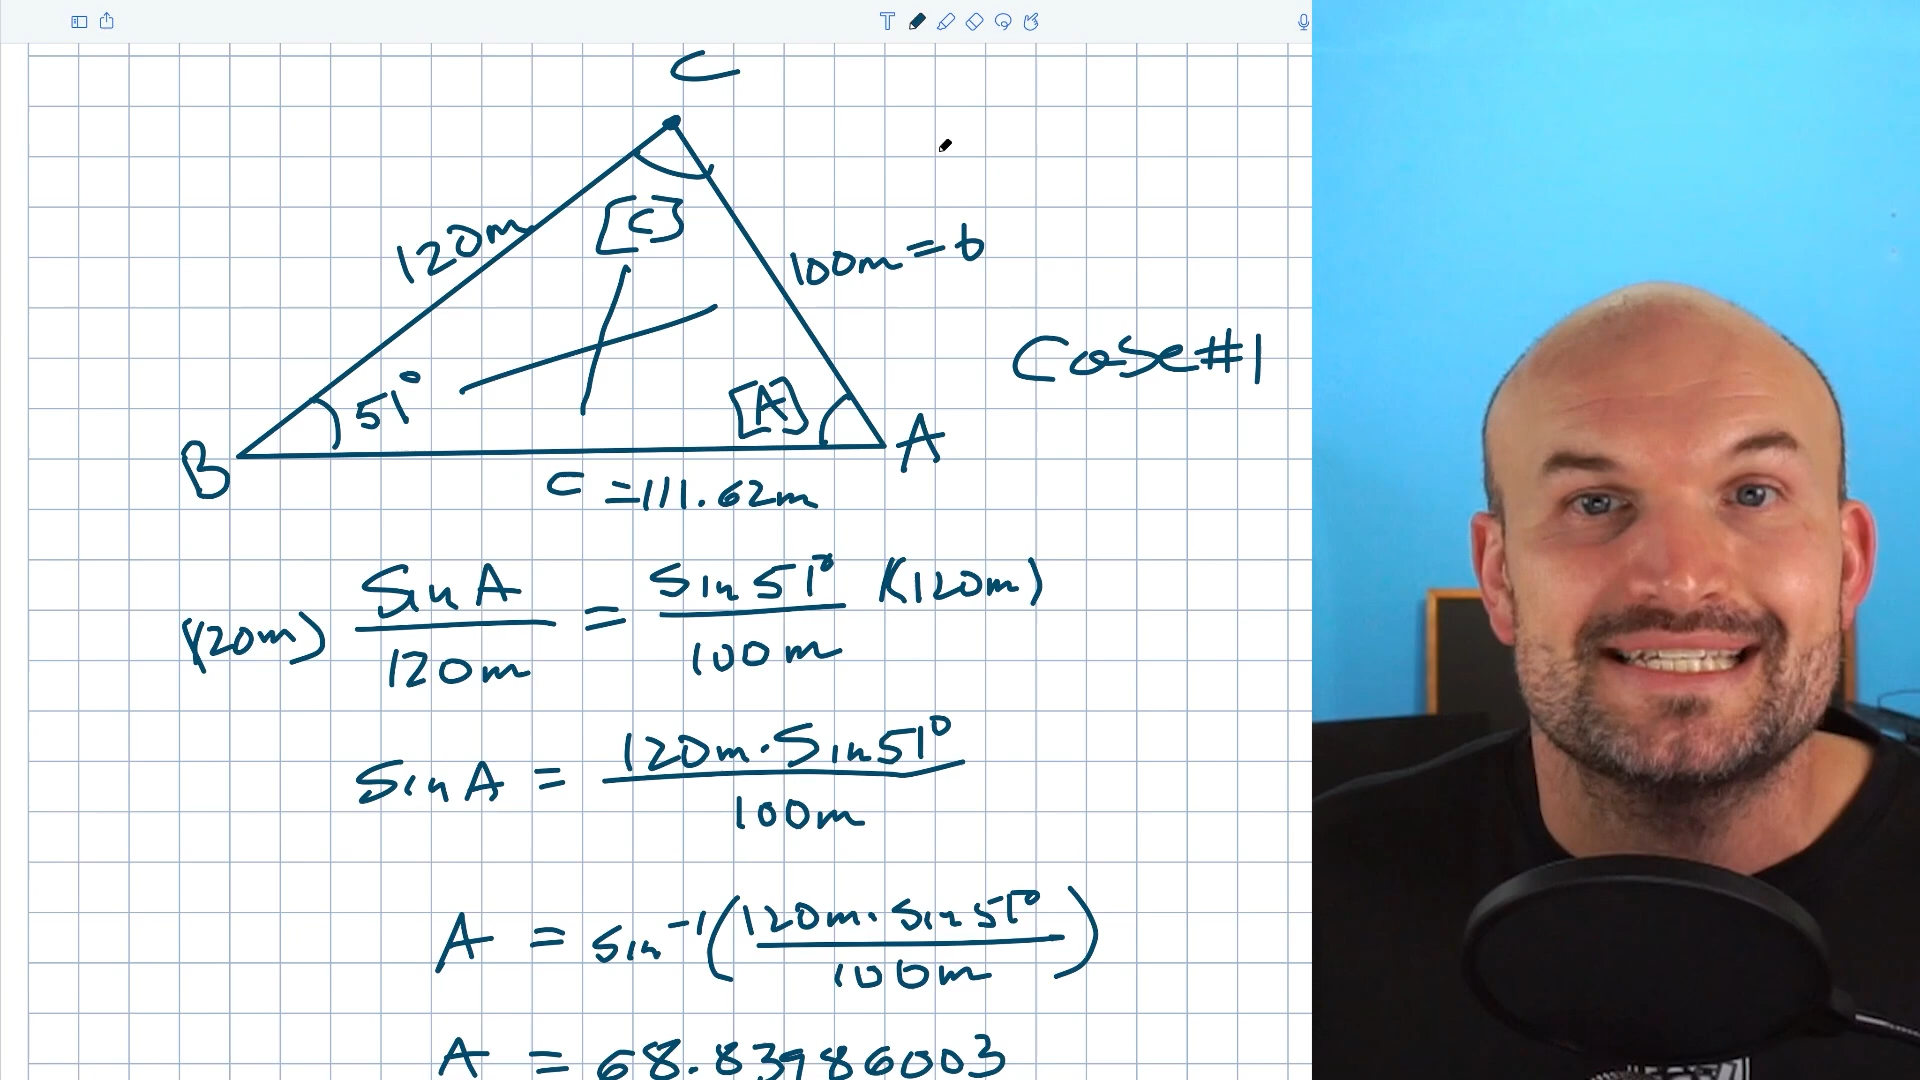 C
120m
[C]
100m = b
Case #1
51°
[A]
B
A
c = 111.62m
(120m) Sin A / 120m = Sin 51° / 100m (120m)
Sin A = 120m · Sin 51° / 100m
A = Sin⁻¹ (120m · Sin 51° / 100m)
A = 68.83986003